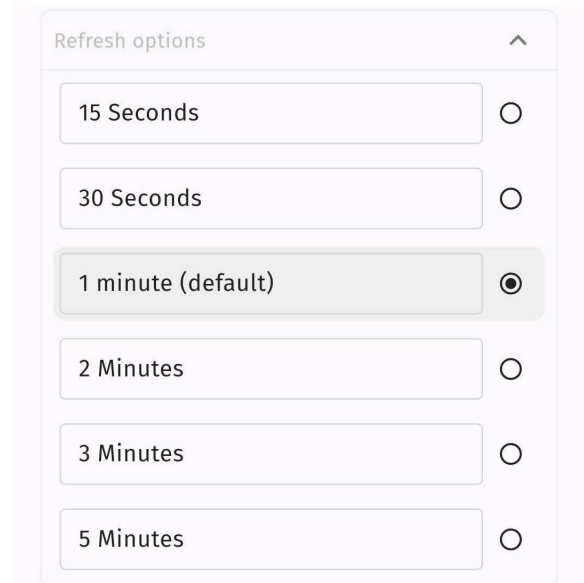 Refresh options
15 Seconds
30 Seconds
1 minute (default)
2 Minutes
3 Minutes
5 Minutes